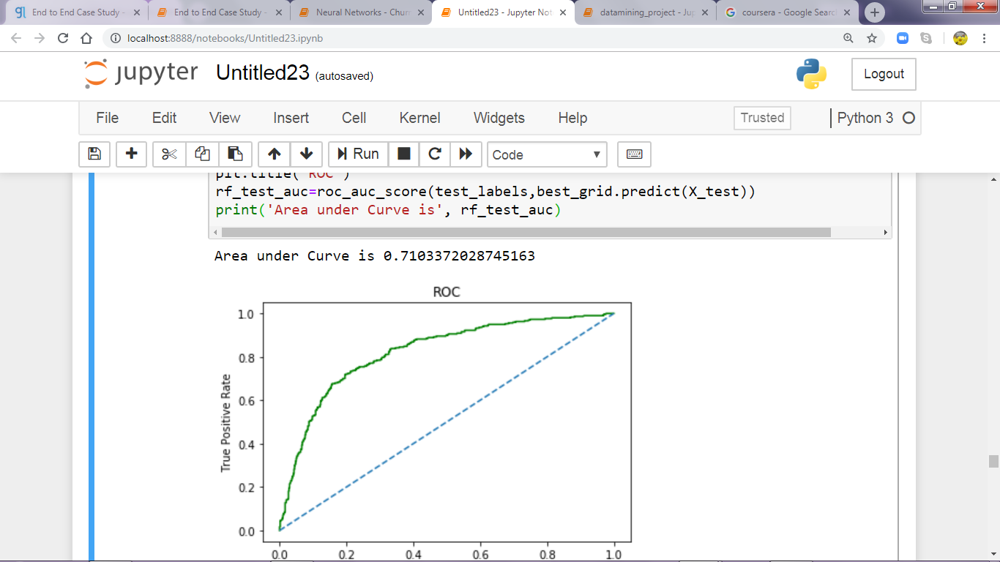 End to End Case Study -
End to End Case Study -
Neural Networks - Chur
Untitled23 - Jupyter Not
datamining_project - Jup
coursera - Google Searc
localhost:8888/notebooks/Untitled23.ipynb
jupyter Untitled23 (autosaved)
Logout
File Edit View Insert Cell Kernel Widgets Help
Trusted
Python 3
Run
Code
plt.title('ROC')
rf_test_auc=roc_auc_score(test_labels,best_grid.predict(X_test))
print('Area under Curve is', rf_test_auc)
Area under Curve is 0.7103372028745163
ROC
True Positive Rate
1.0
0.8
0.6
0.4
0.2
0.0
0.0 0.2 0.4 0.6 0.8 1.0